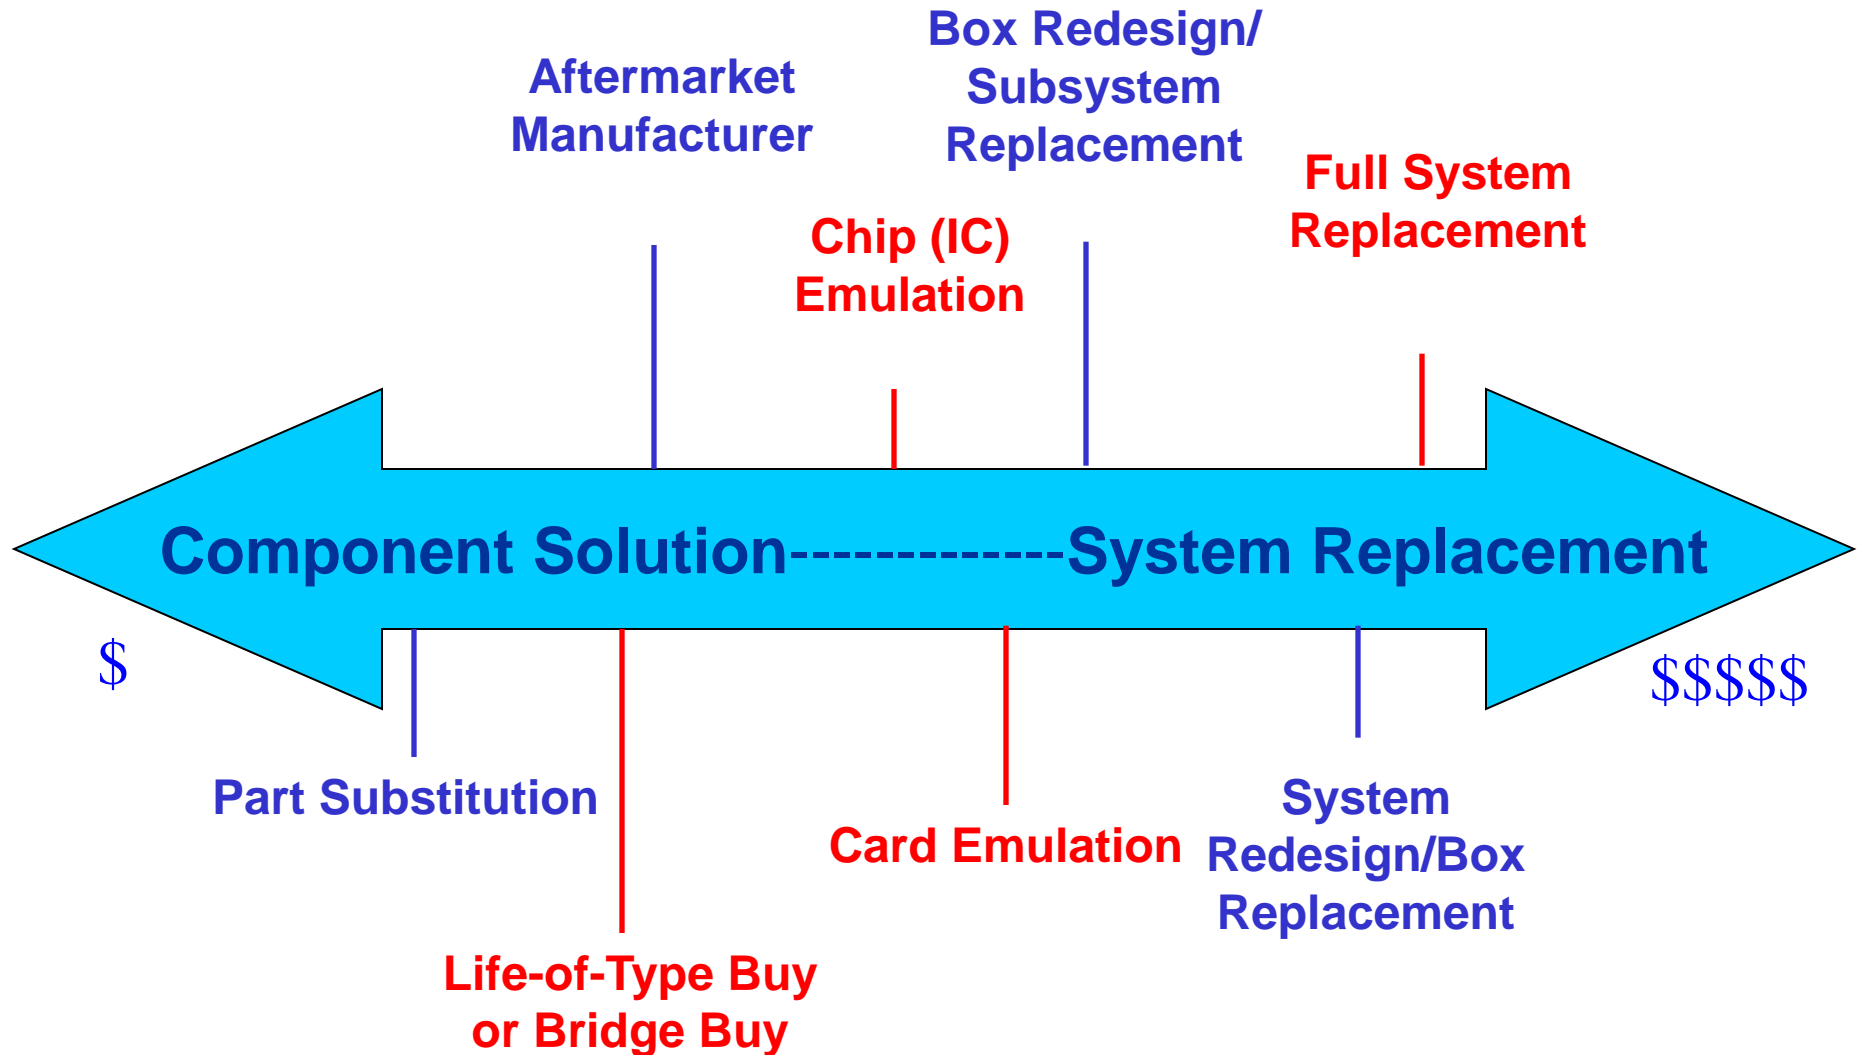 Box Redesign/
Subsystem
Replacement
Aftermarket
Manufacturer
Full System
Replacement
Chip (IC)
Emulation
Component Solution------------System Replacement
$
$$$$$
Part Substitution
Card Emulation
System
Redesign/Box
Replacement
Life-of-Type Buy
or Bridge Buy